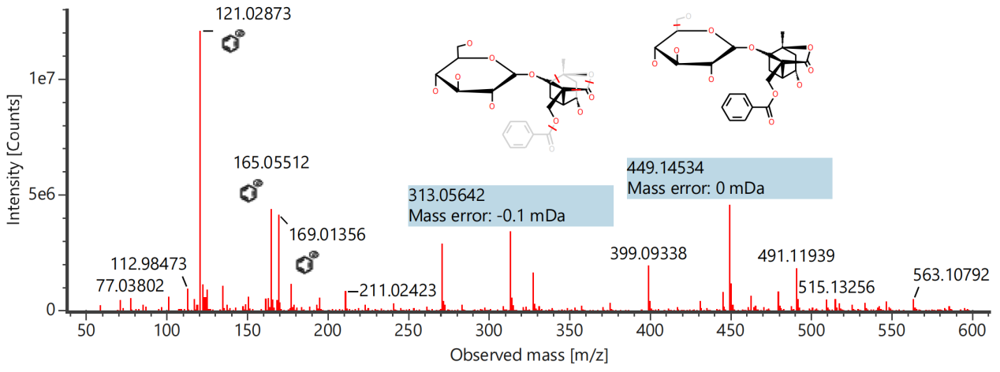 121.02873
1e7
165.05512
449.14534
Mass error: 0 mDa
313.05642
Mass error: -0.1 mDa
5e6
169.01356
399.09338
491.11939
112.98473
77.03802
211.02423
515.13256
563.10792
0
50 100 150 200 250 300 350 400 450 500 550 600
Observed mass [m/z]
Intensity [Counts]
O O O O O O O O O O O O
O O O O O O O O O O O O